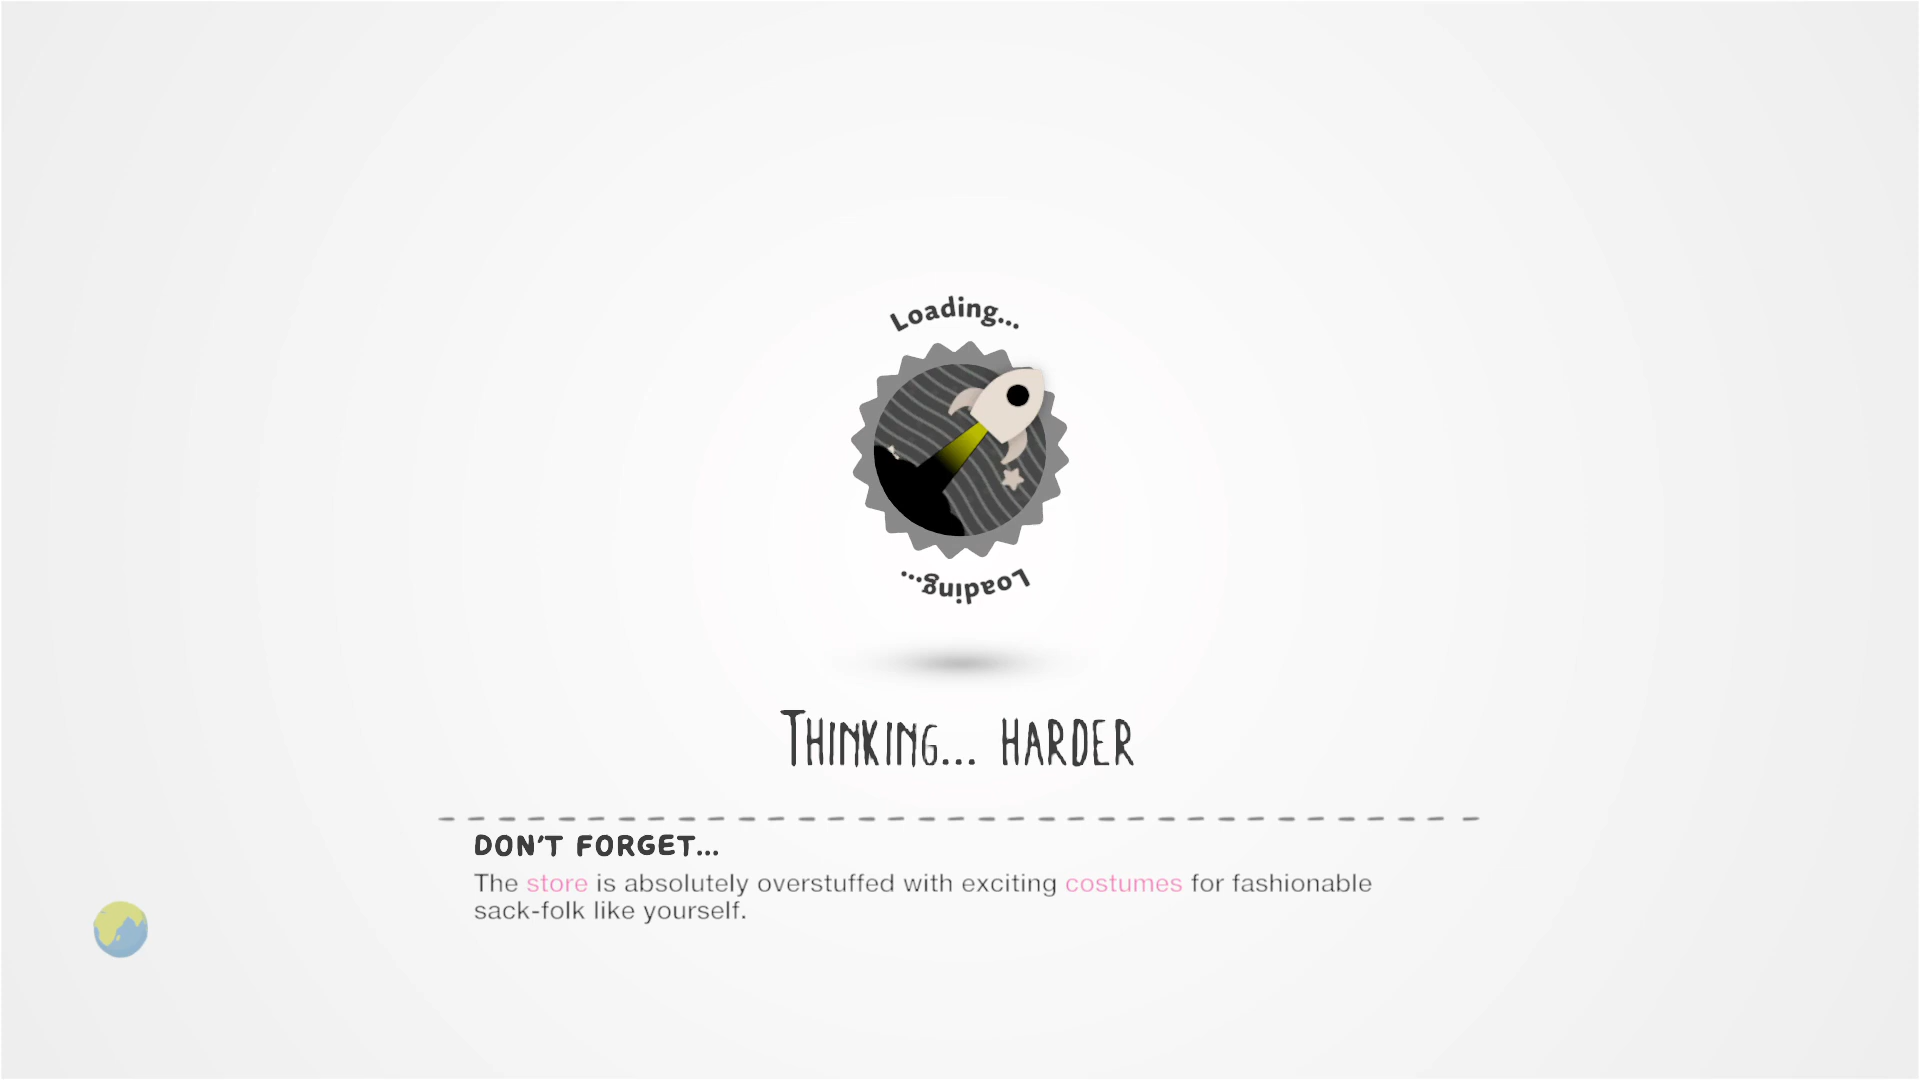 Loading...
Loading...
THINKING... HARDER
DON'T FORGET...
The store is absolutely overstuffed with exciting costumes for fashionable
sack-folk like yourself.